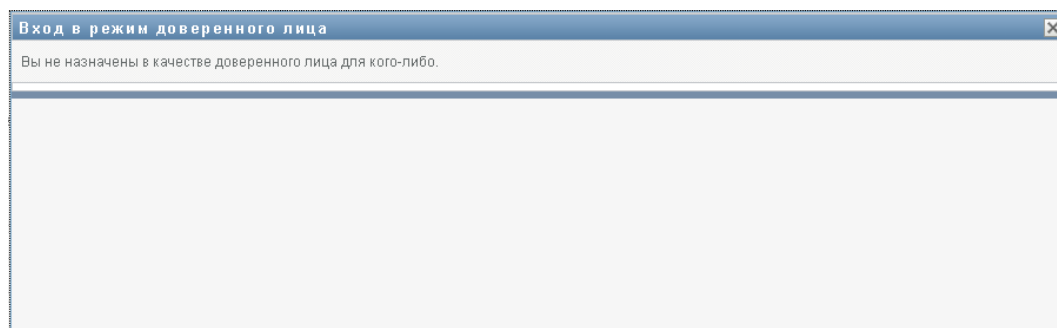 Вход в режим доверенного лица
Вы не назначены в качестве доверенного лица для кого-либо.